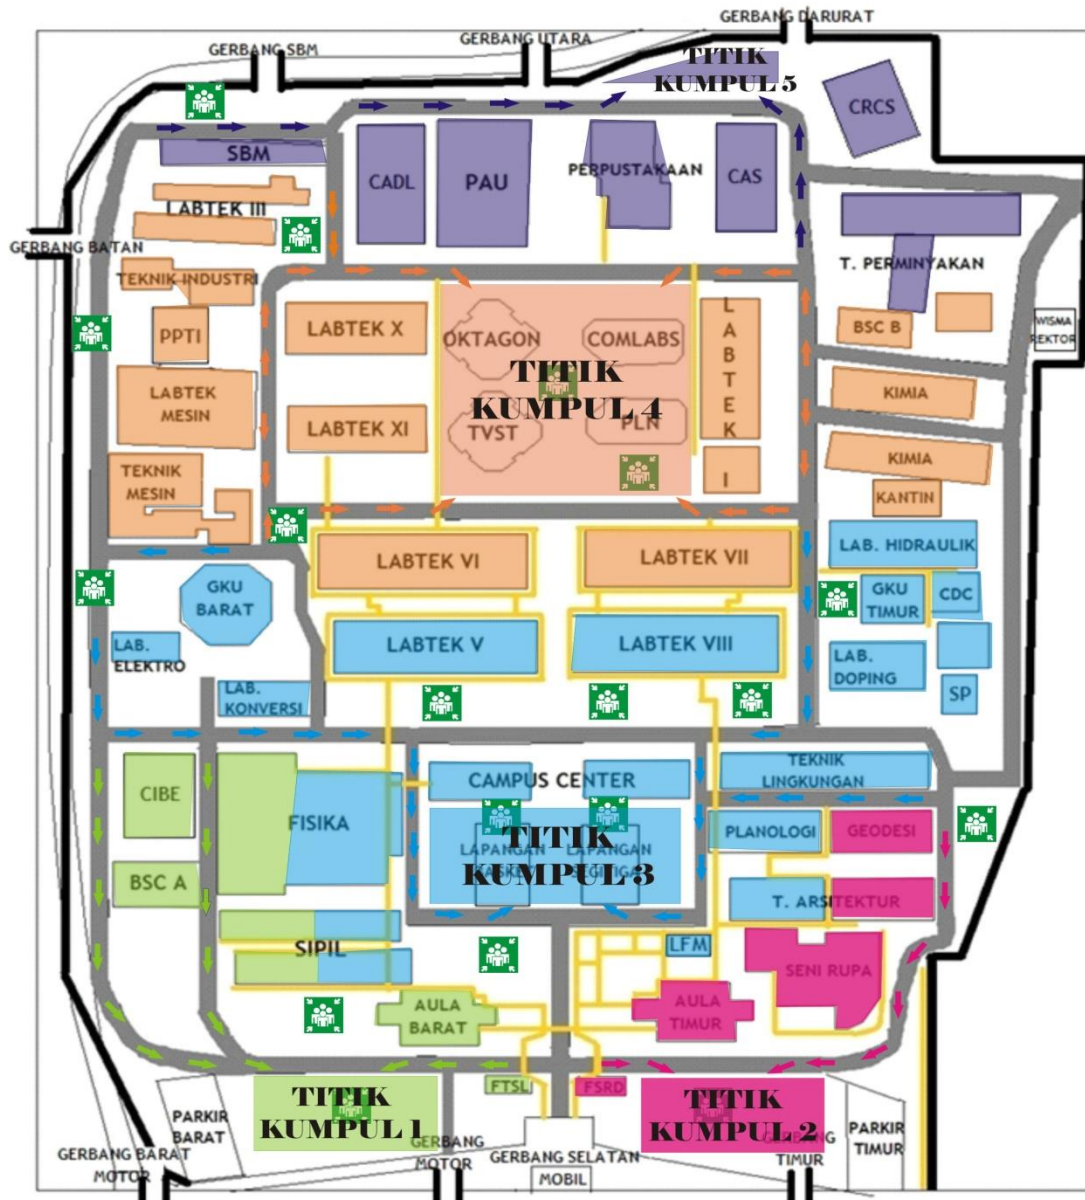 GERBANG DARURAT
GERBANG UTARA
GERBANG SBM
TITIK
KUMPUL 5
CRCS
SBM
CADL
PAU
PERPUSTAKAAN
CAS
LABTEK III
GERBANG BATAN
TEKNIK INDUSTRI
T. PERMINYAKAN
PPTI
LABTEK X
OKTAGON
COMLABS
L
A
B
T
E
K
I
BSC B
WISMA
REKTOR
TITIK
KUMPUL 4
LABTEK
MESIN
KIMIA
LABTEK XI
TVST
PLN
KIMIA
TEKNIK
MESIN
KANTIN
LABTEK VI
LABTEK VII
LAB. HIDRAULIK
GKU
BARAT
GKU
TIMUR
CDC
LAB.
ELEKTRO
LABTEK V
LABTEK VIII
LAB.
DOPING
SP
LAB.
KONVERSI
CIBE
FISIKA
CAMPUS CENTER
TEKNIK
LINGKUNGAN
TITIK
KUMPUL 3
LAPANGAN
LAPANGAN
PLANOLOGI
GEODESI
BSC A
T. ARSITEKTUR
SIPIL
LFM
SENI RUPA
AULA
BARAT
AULA
TIMUR
FTSL
FSRD
TITIK
KUMPUL 1
TITIK
KUMPUL 2
PARKIR
BARAT
PARKIR
TIMUR
GERBANG BARAT
MOTOR
GERBANG
MOTOR
GERBANG SELATAN
MOBIL
GERBANG
TIMUR